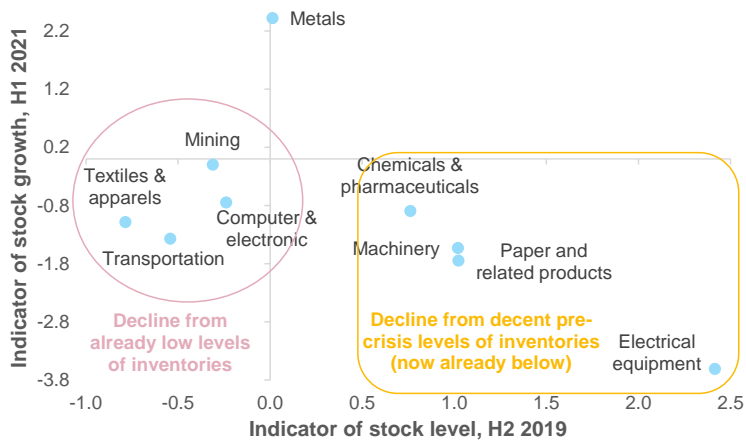 Indicator of stock growth, H1 2021
2.2
1.2
0.2
-0.8
-1.8
-2.8
-3.8
Metals
Mining
Textiles &
apparels
Computer &
electronic
Transportation
Decline from
already low levels
of inventories
Chemicals &
pharmaceuticals
Machinery
Paper and
related products
Decline from decent pre-
crisis levels of inventories
(now already below)
Electrical
equipment
-1.0
-0.5
0.0
0.5
1.0
1.5
2.0
2.5
Indicator of stock level, H2 2019